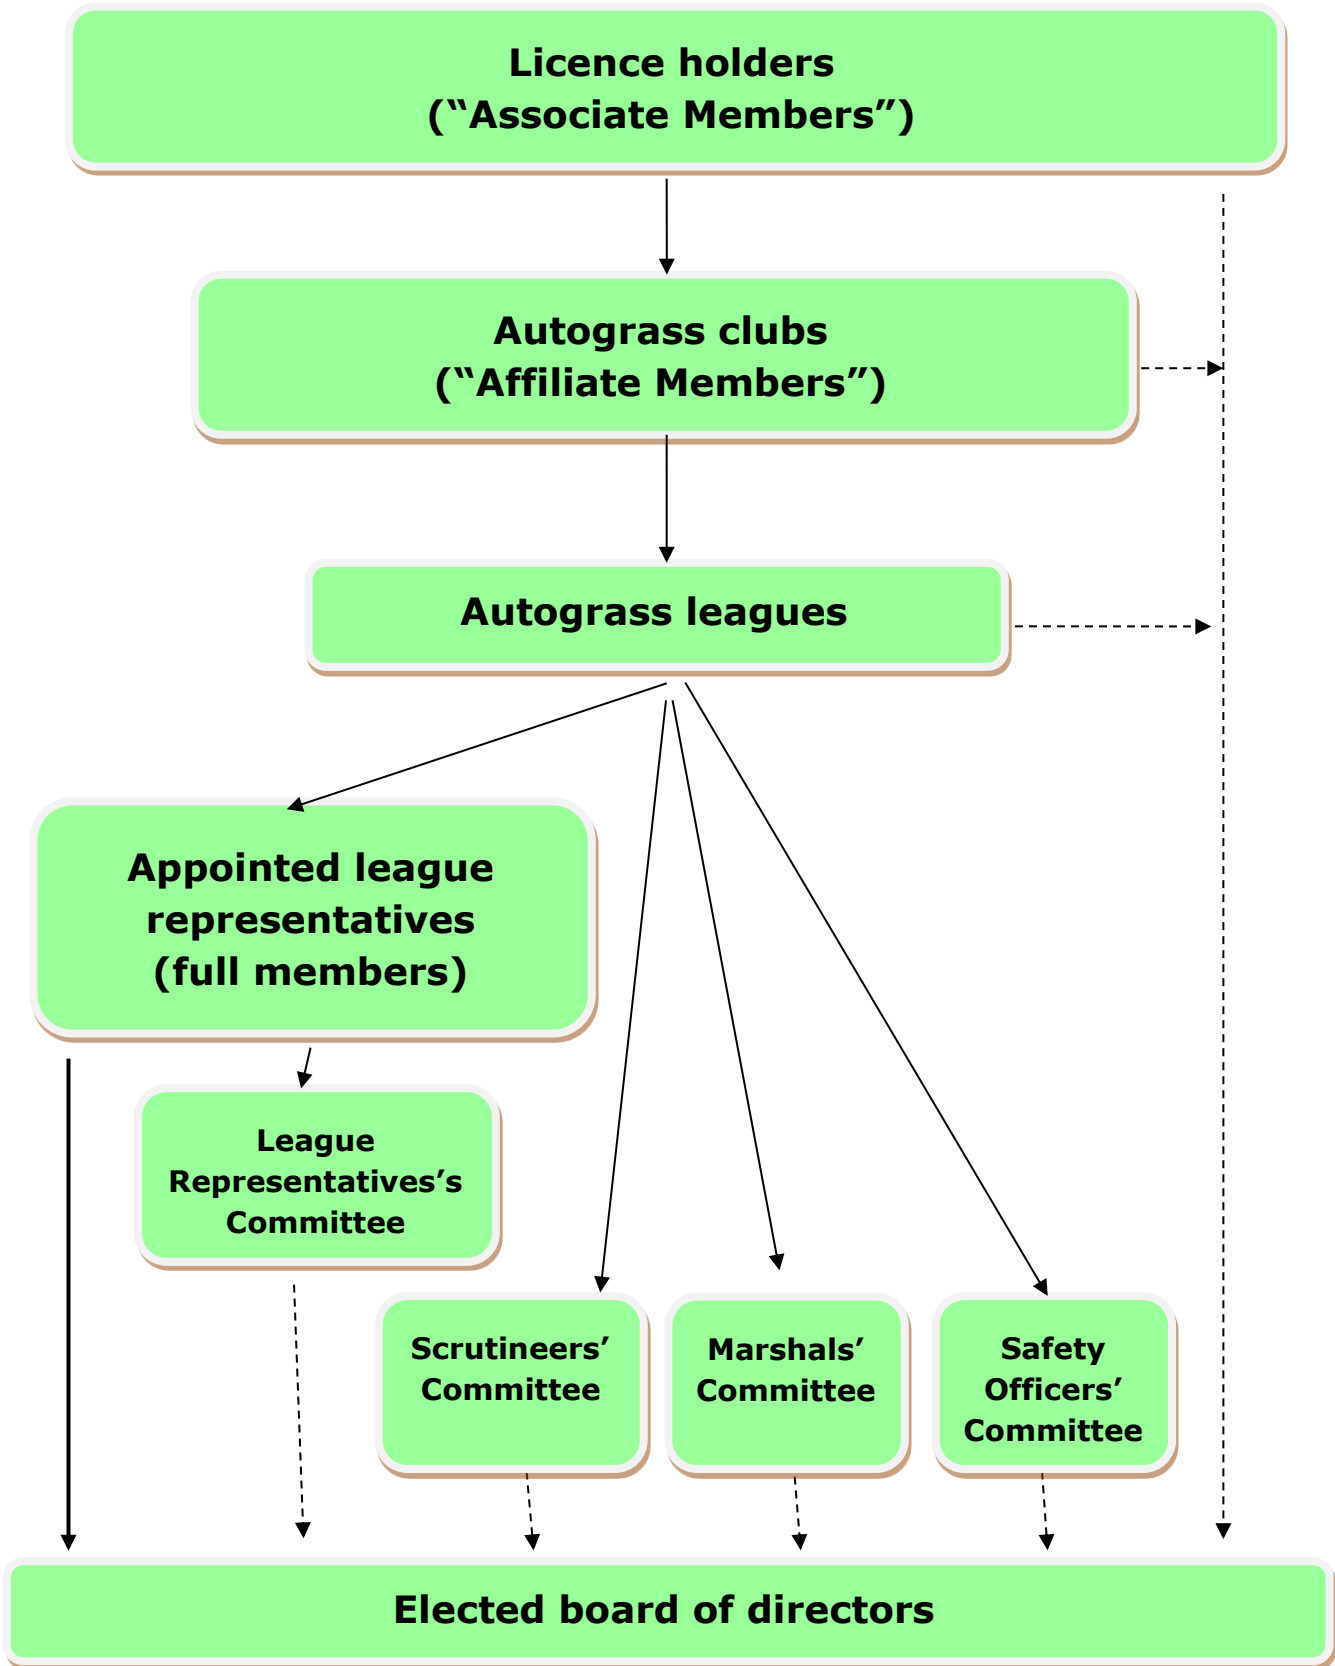 Licence holders
(“Associate Members”)
Autograss clubs
(“Affiliate Members”)
Autograss leagues
Appointed league
representatives
(full members)
League
Representatives’s
Committee
Scrutineers’
Committee
Marshals’
Committee
Safety
Officers’
Committee
Elected board of directors